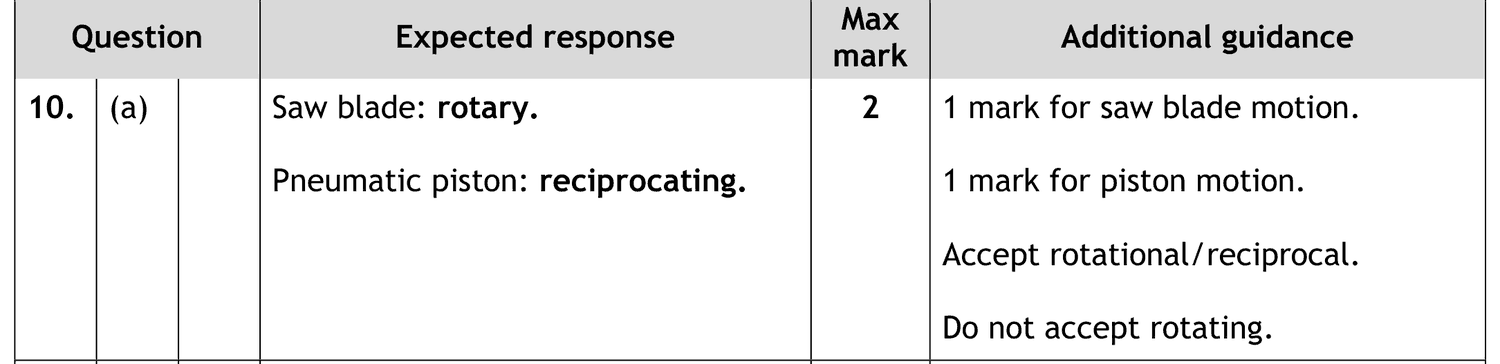 Question Expected response Max mark Additional guidance
10. (a) Saw blade: rotary. 2 1 mark for saw blade motion.
Pneumatic piston: reciprocating. 1 mark for piston motion.
Accept rotational/reciprocal.
Do not accept rotating.